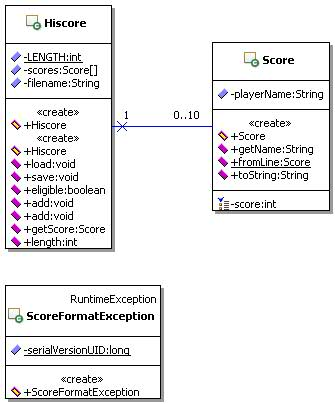 Hiscore
-LENGTH:int
-scores:Score[]
-filename:String
«create»
+Hiscore
«create»
+Hiscore
+load:void
+save:void
+eligible:boolean
+add:void
+add:void
+getScore:Score
+length:int
1
0..10
Score
-playerName:String
«create»
+Score
+getName:String
+fromLine:Score
+toString:String
-score:int
RuntimeException
ScoreFormatException
-serialVersionUID:long
«create»
+ScoreFormatException